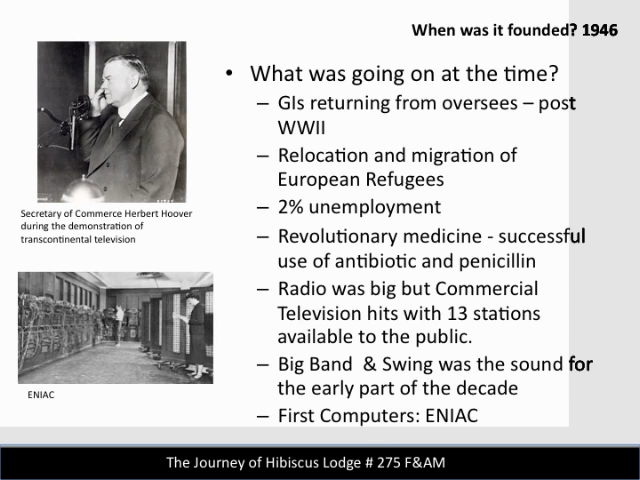 When was it founded? 1946
• What was going on at the time?
– GIs returning from oversees – post
WWII
– Relocation and migration of
European Refugees
– 2% unemployment
– Revolutionary medicine - successful
use of antibiotic and penicillin
– Radio was big but Commercial
Television hits with 13 stations
available to the public.
– Big Band & Swing was the sound for
the early part of the decade
– First Computers: ENIAC
Secretary of Commerce Herbert Hoover
during the demonstration of
transcontinental television
ENIAC
The Journey of Hibiscus Lodge # 275 F&AM